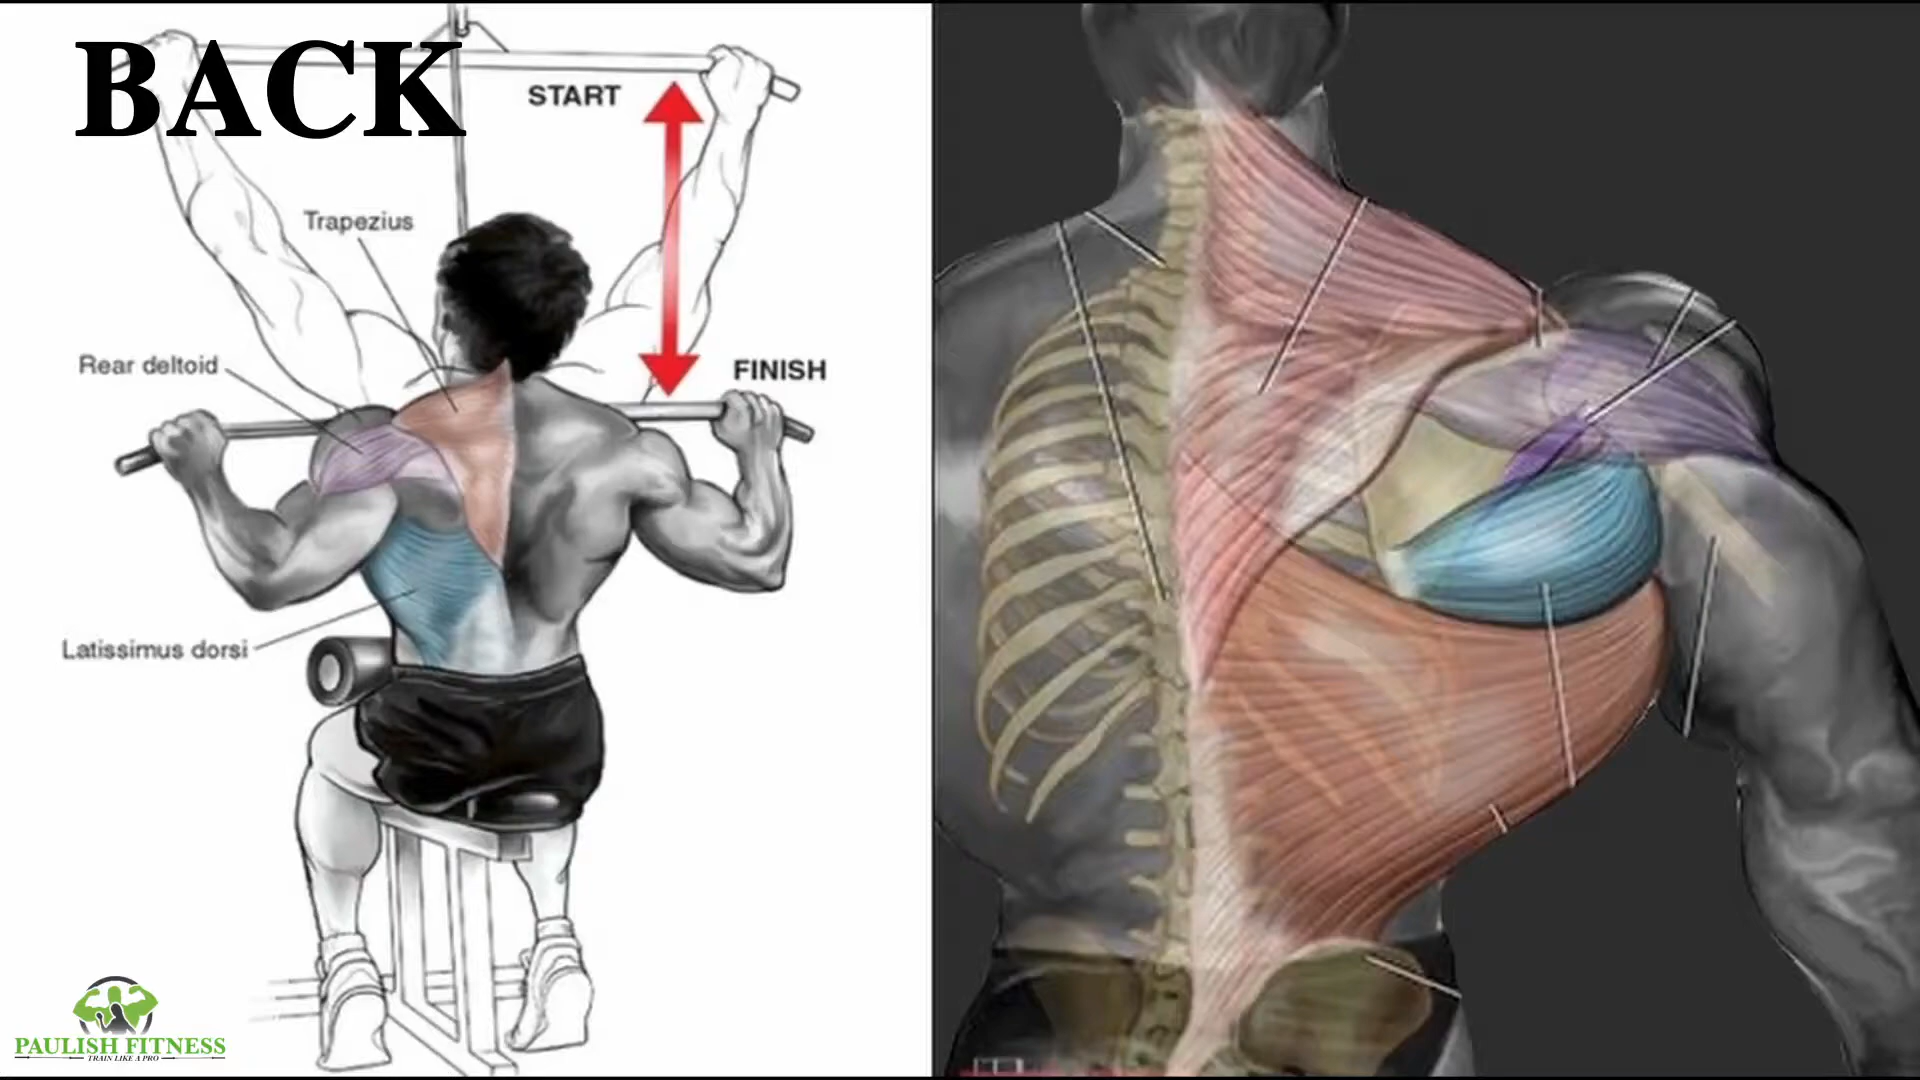 BACK
START
Trapezius
Rear deltoid
FINISH
Latissimus dorsi
PAULISH FITNESS
TRAIN LIKE A PRO